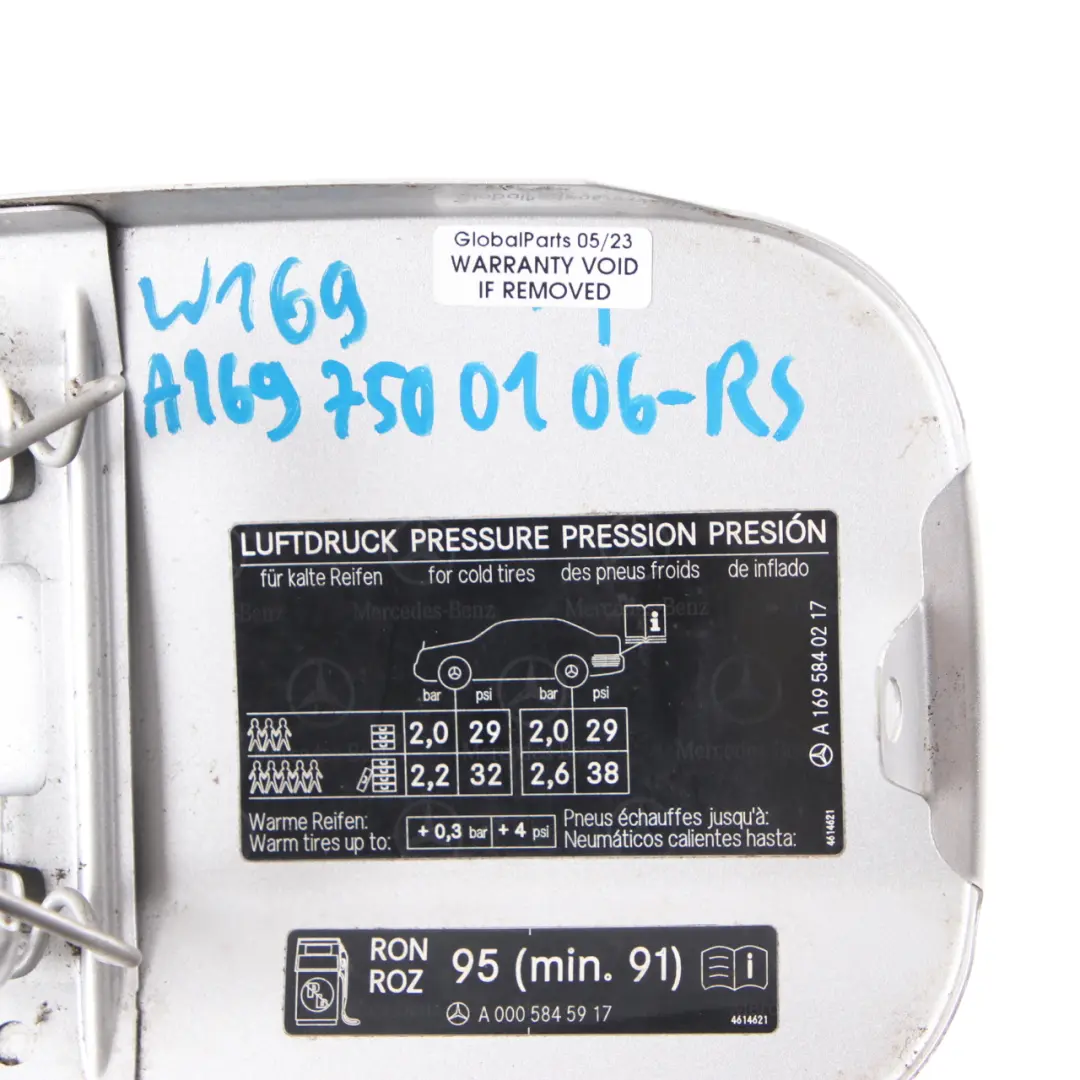 GlobalParts 05/23
WARRANTY VOID
IF REMOVED
W169
A169 750 01 06-RS
LUFTDRUCK PRESSURE PRESSION PRESIÓN
für kalte Reifen for cold tires des pneus froids de inflado
Mercedes-Benz
bar psi bar psi
2,0 29 2,0 29
2,2 32 2,6 38
Warme Reifen: Pneus échauffes jusqu'à:
Warm tires up to: + 0,3 bar + 4 psi Neumáticos calientes hasta:
A 169 584 02 17
4614621
RON
ROZ
95 (min. 91)
A 000 584 59 17
4614621